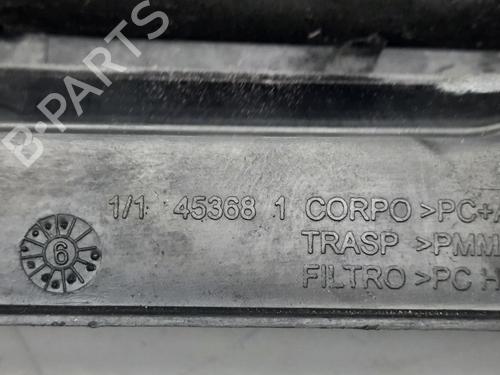 B-PARTS
1/1 45368 1 CORPO >PC+
TRASP >PMM
FILTRO >PC H
6